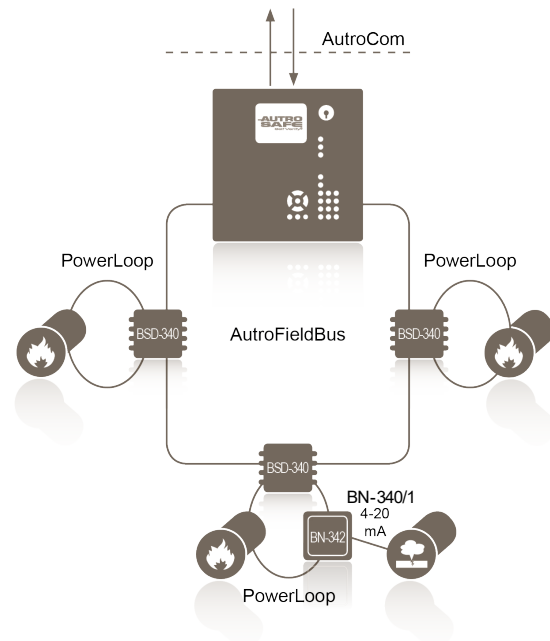 AutroCom
AUTRO
SAFE
PowerLoop
PowerLoop
BSD-340
AutroFieldBus
BSD-340
BSD-340
BN-340/1
4-20
mA
BN-342
PowerLoop